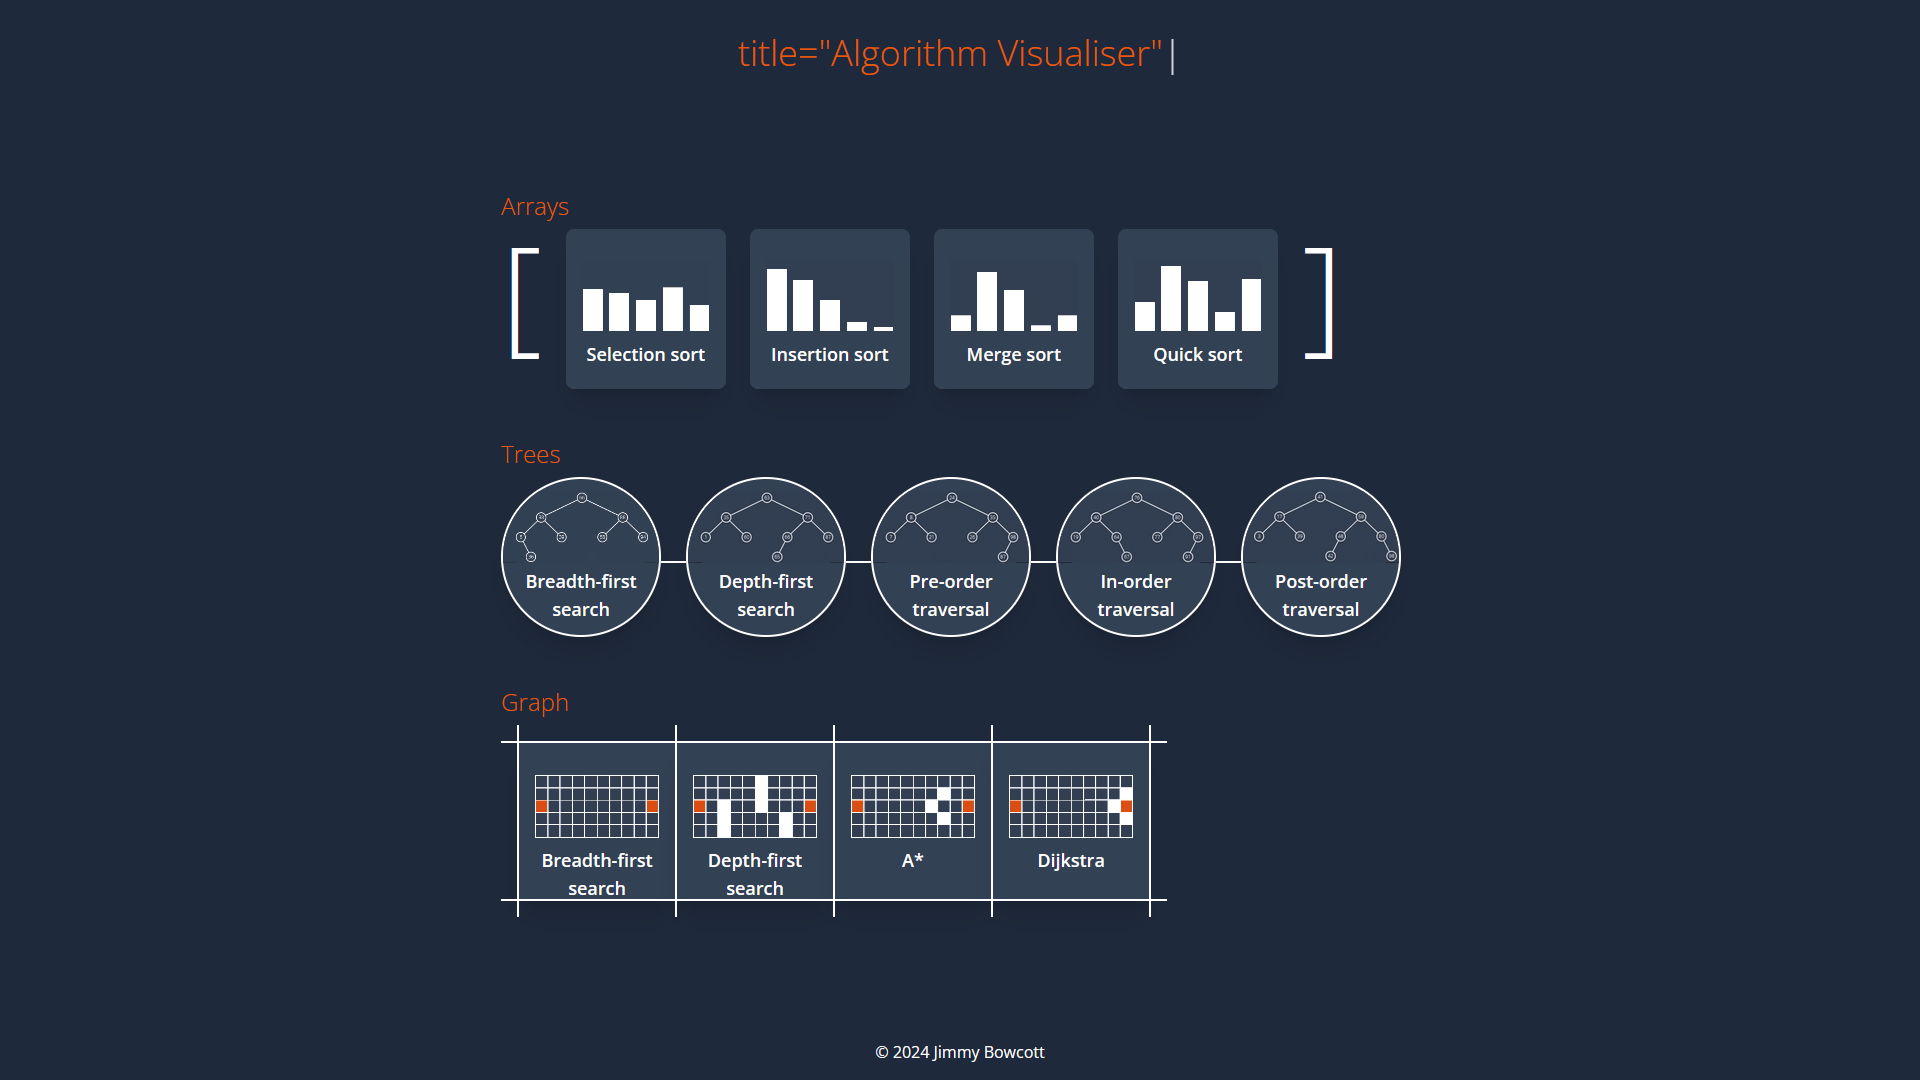 title="Algorithm Visualiser"|
Arrays
[
Selection sort
Insertion sort
Merge sort
Quick sort
]
Trees
Breadth-first
search
Depth-first
search
Pre-order
traversal
In-order
traversal
Post-order
traversal
Graph
Breadth-first
search
Depth-first
search
A*
Dijkstra
© 2024 Jimmy Bowcott